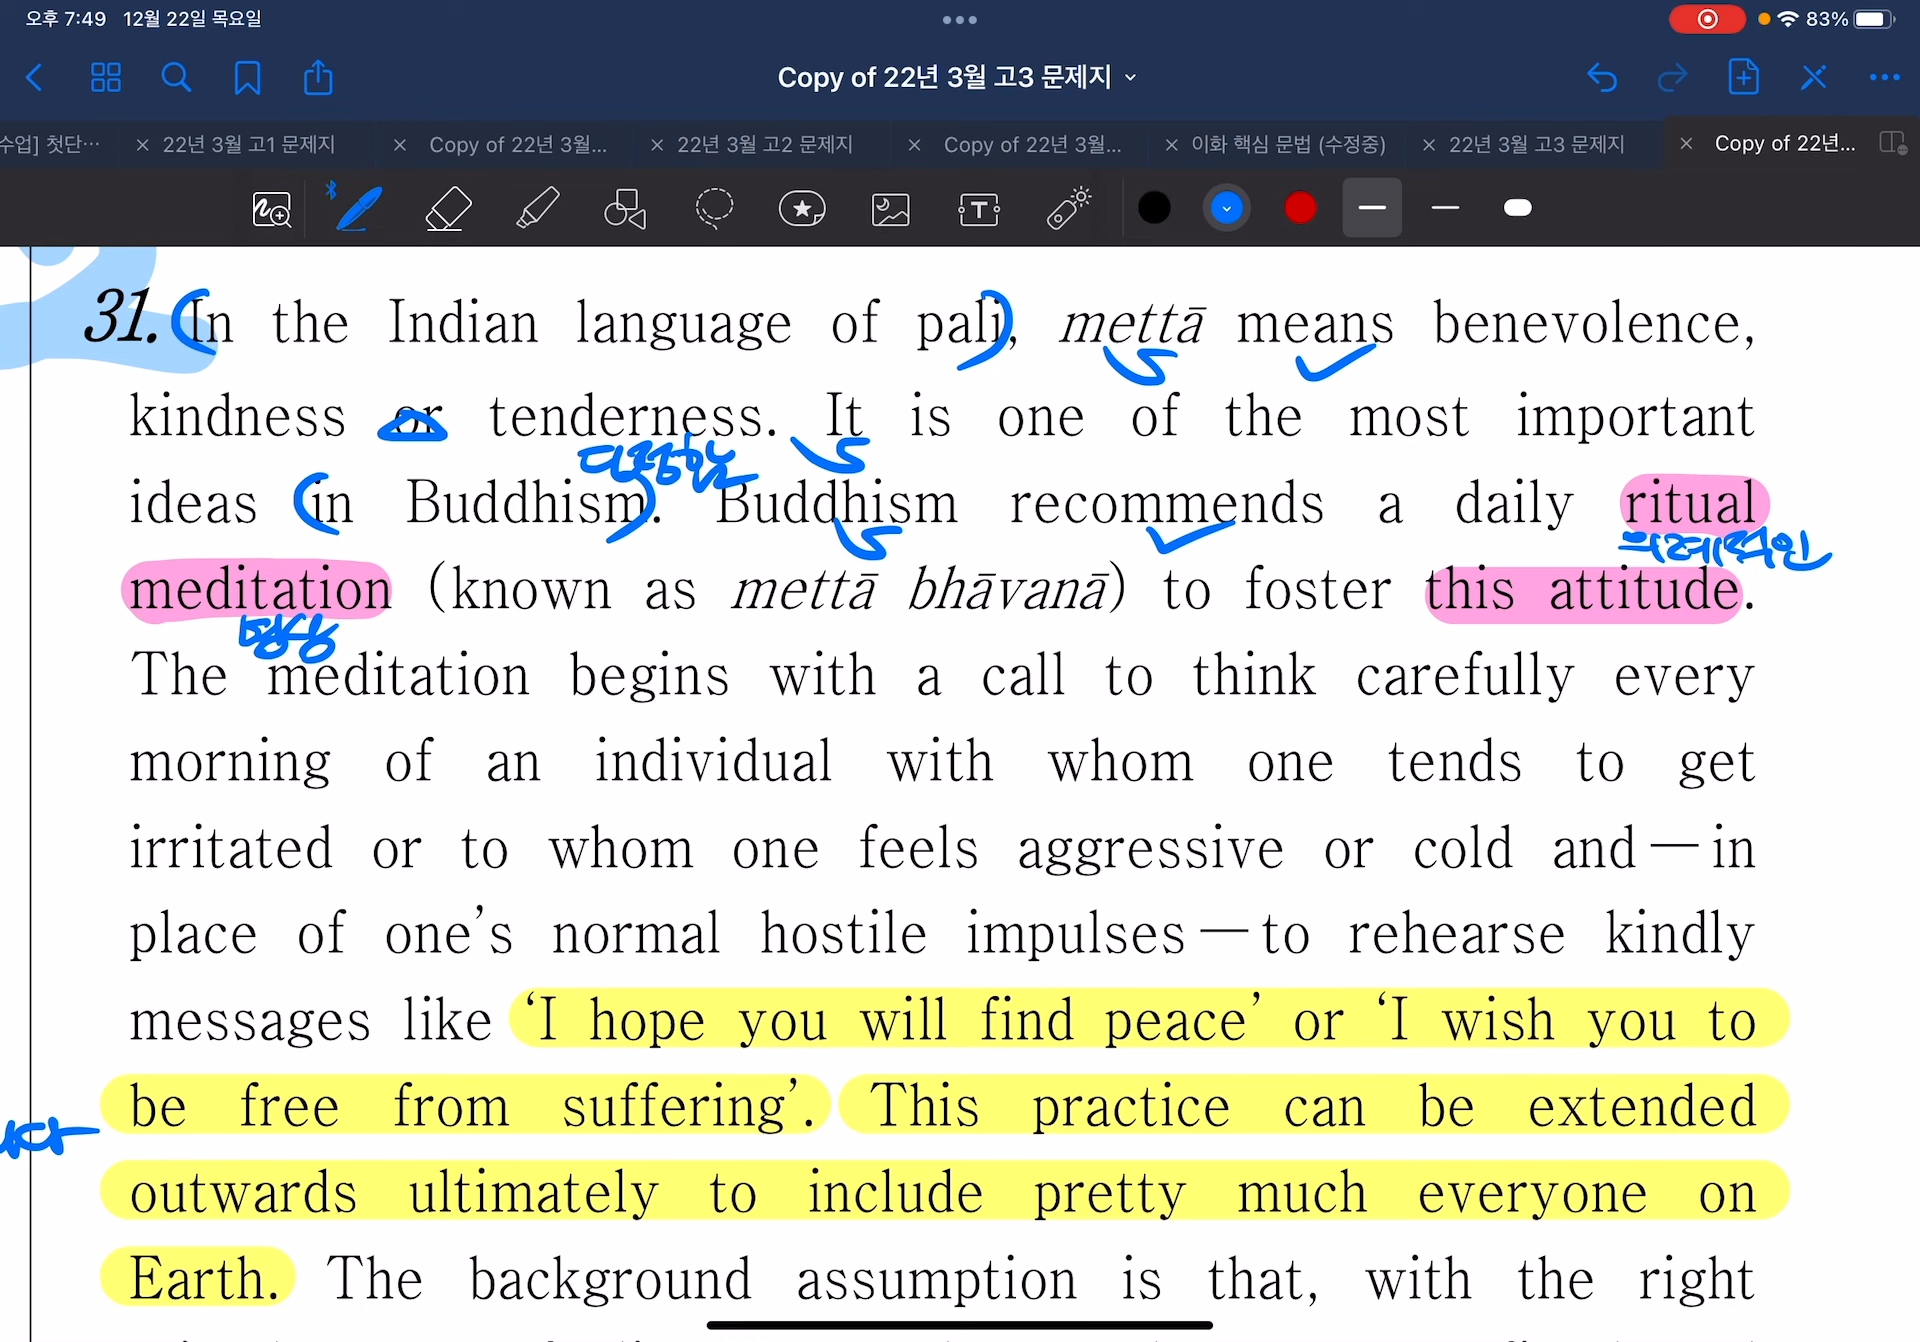 오후 7:49 12월 22일 목요일
83%
Copy of 22년 3월 고3 문제지
수업] 첫단… 22년 3월 고1 문제지 Copy of 22년 3월... 22년 3월 고2 문제지 Copy of 22년 3월... 이화 핵심 문법 (수정중) 22년 3월 고3 문제지 Copy of 22년...
31. In the Indian language of pali, mettā means benevolence,
kindness or tenderness. It is one of the most important
다정함
ideas in Buddhism. Buddhism recommends a daily ritual
의례적인
meditation (known as mettā bhāvanā) to foster this attitude.
명상
The meditation begins with a call to think carefully every
morning of an individual with whom one tends to get
irritated or to whom one feels aggressive or cold and—in
place of one's normal hostile impulses—to rehearse kindly
messages like ‘I hope you will find peace’ or ‘I wish you to
be free from suffering’. This practice can be extended
outwards ultimately to include pretty much everyone on
Earth. The background assumption is that, with the right